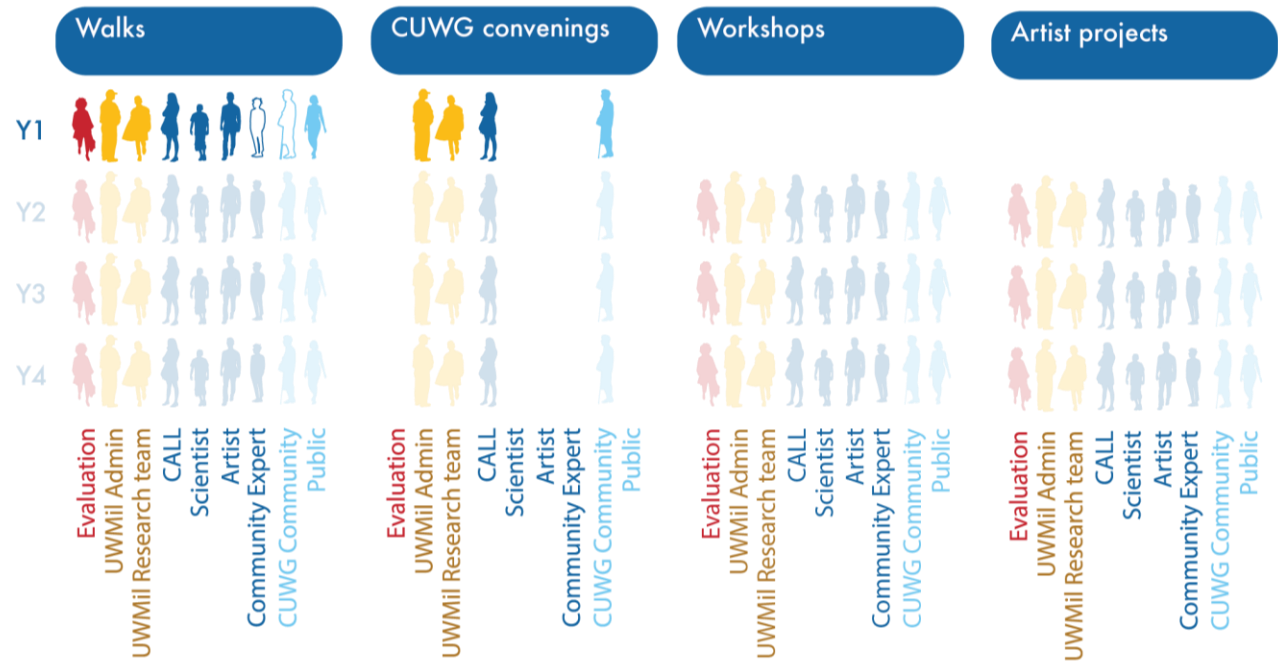 Walks
CUWG convenings
Workshops
Artist projects
Y1
Y2
Y3
Y4
Evaluation
UWMil Admin
UWMil Research team
CALL
Scientist
Artist
Community Expert
CUWG Community
Public
Evaluation
UWMil Admin
UWMil Research team
CALL
Scientist
Artist
Community Expert
CUWG Community
Public
Evaluation
UWMil Admin
UWMil Research team
CALL
Scientist
Artist
Community Expert
CUWG Community
Public
Evaluation
UWMil Admin
UWMil Research team
CALL
Scientist
Artist
Community Expert
CUWG Community
Public